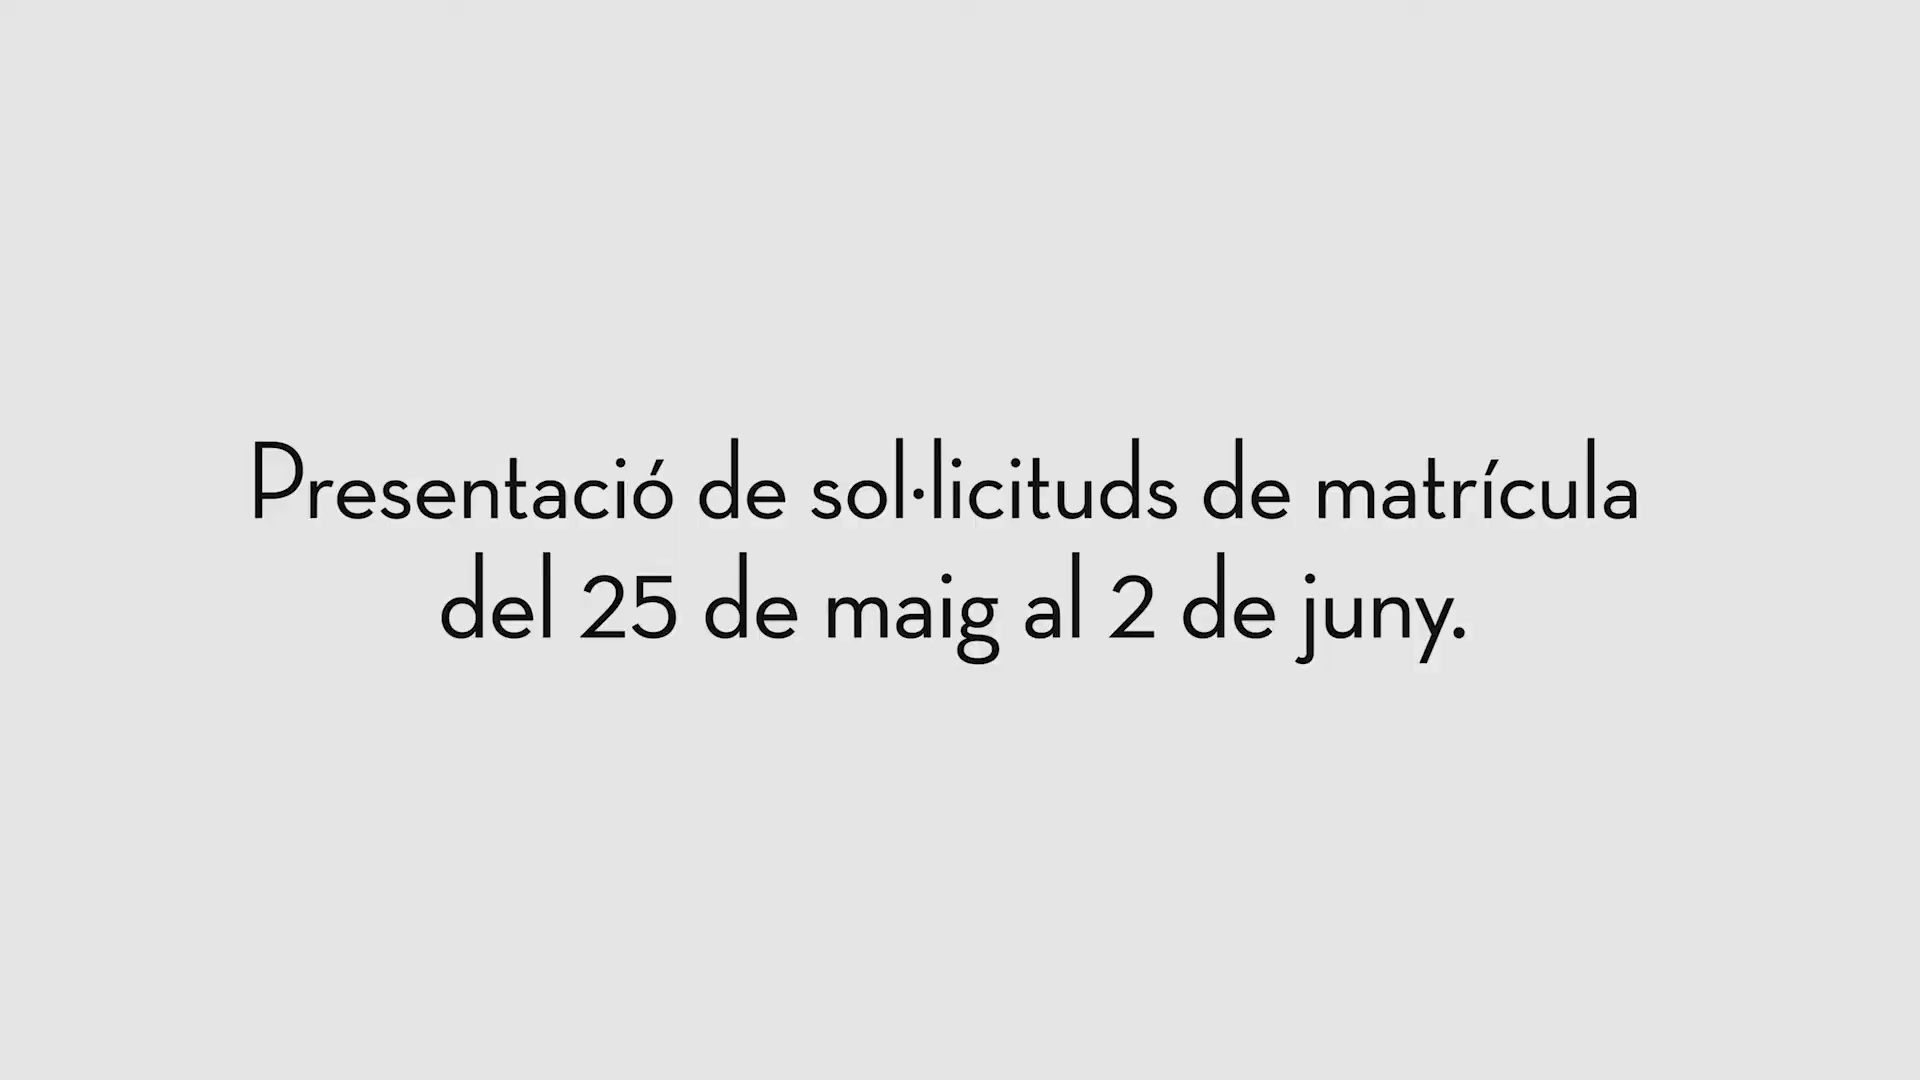 Presentació de sol·licituds de matrícula
del 25 de maig al 2 de juny.